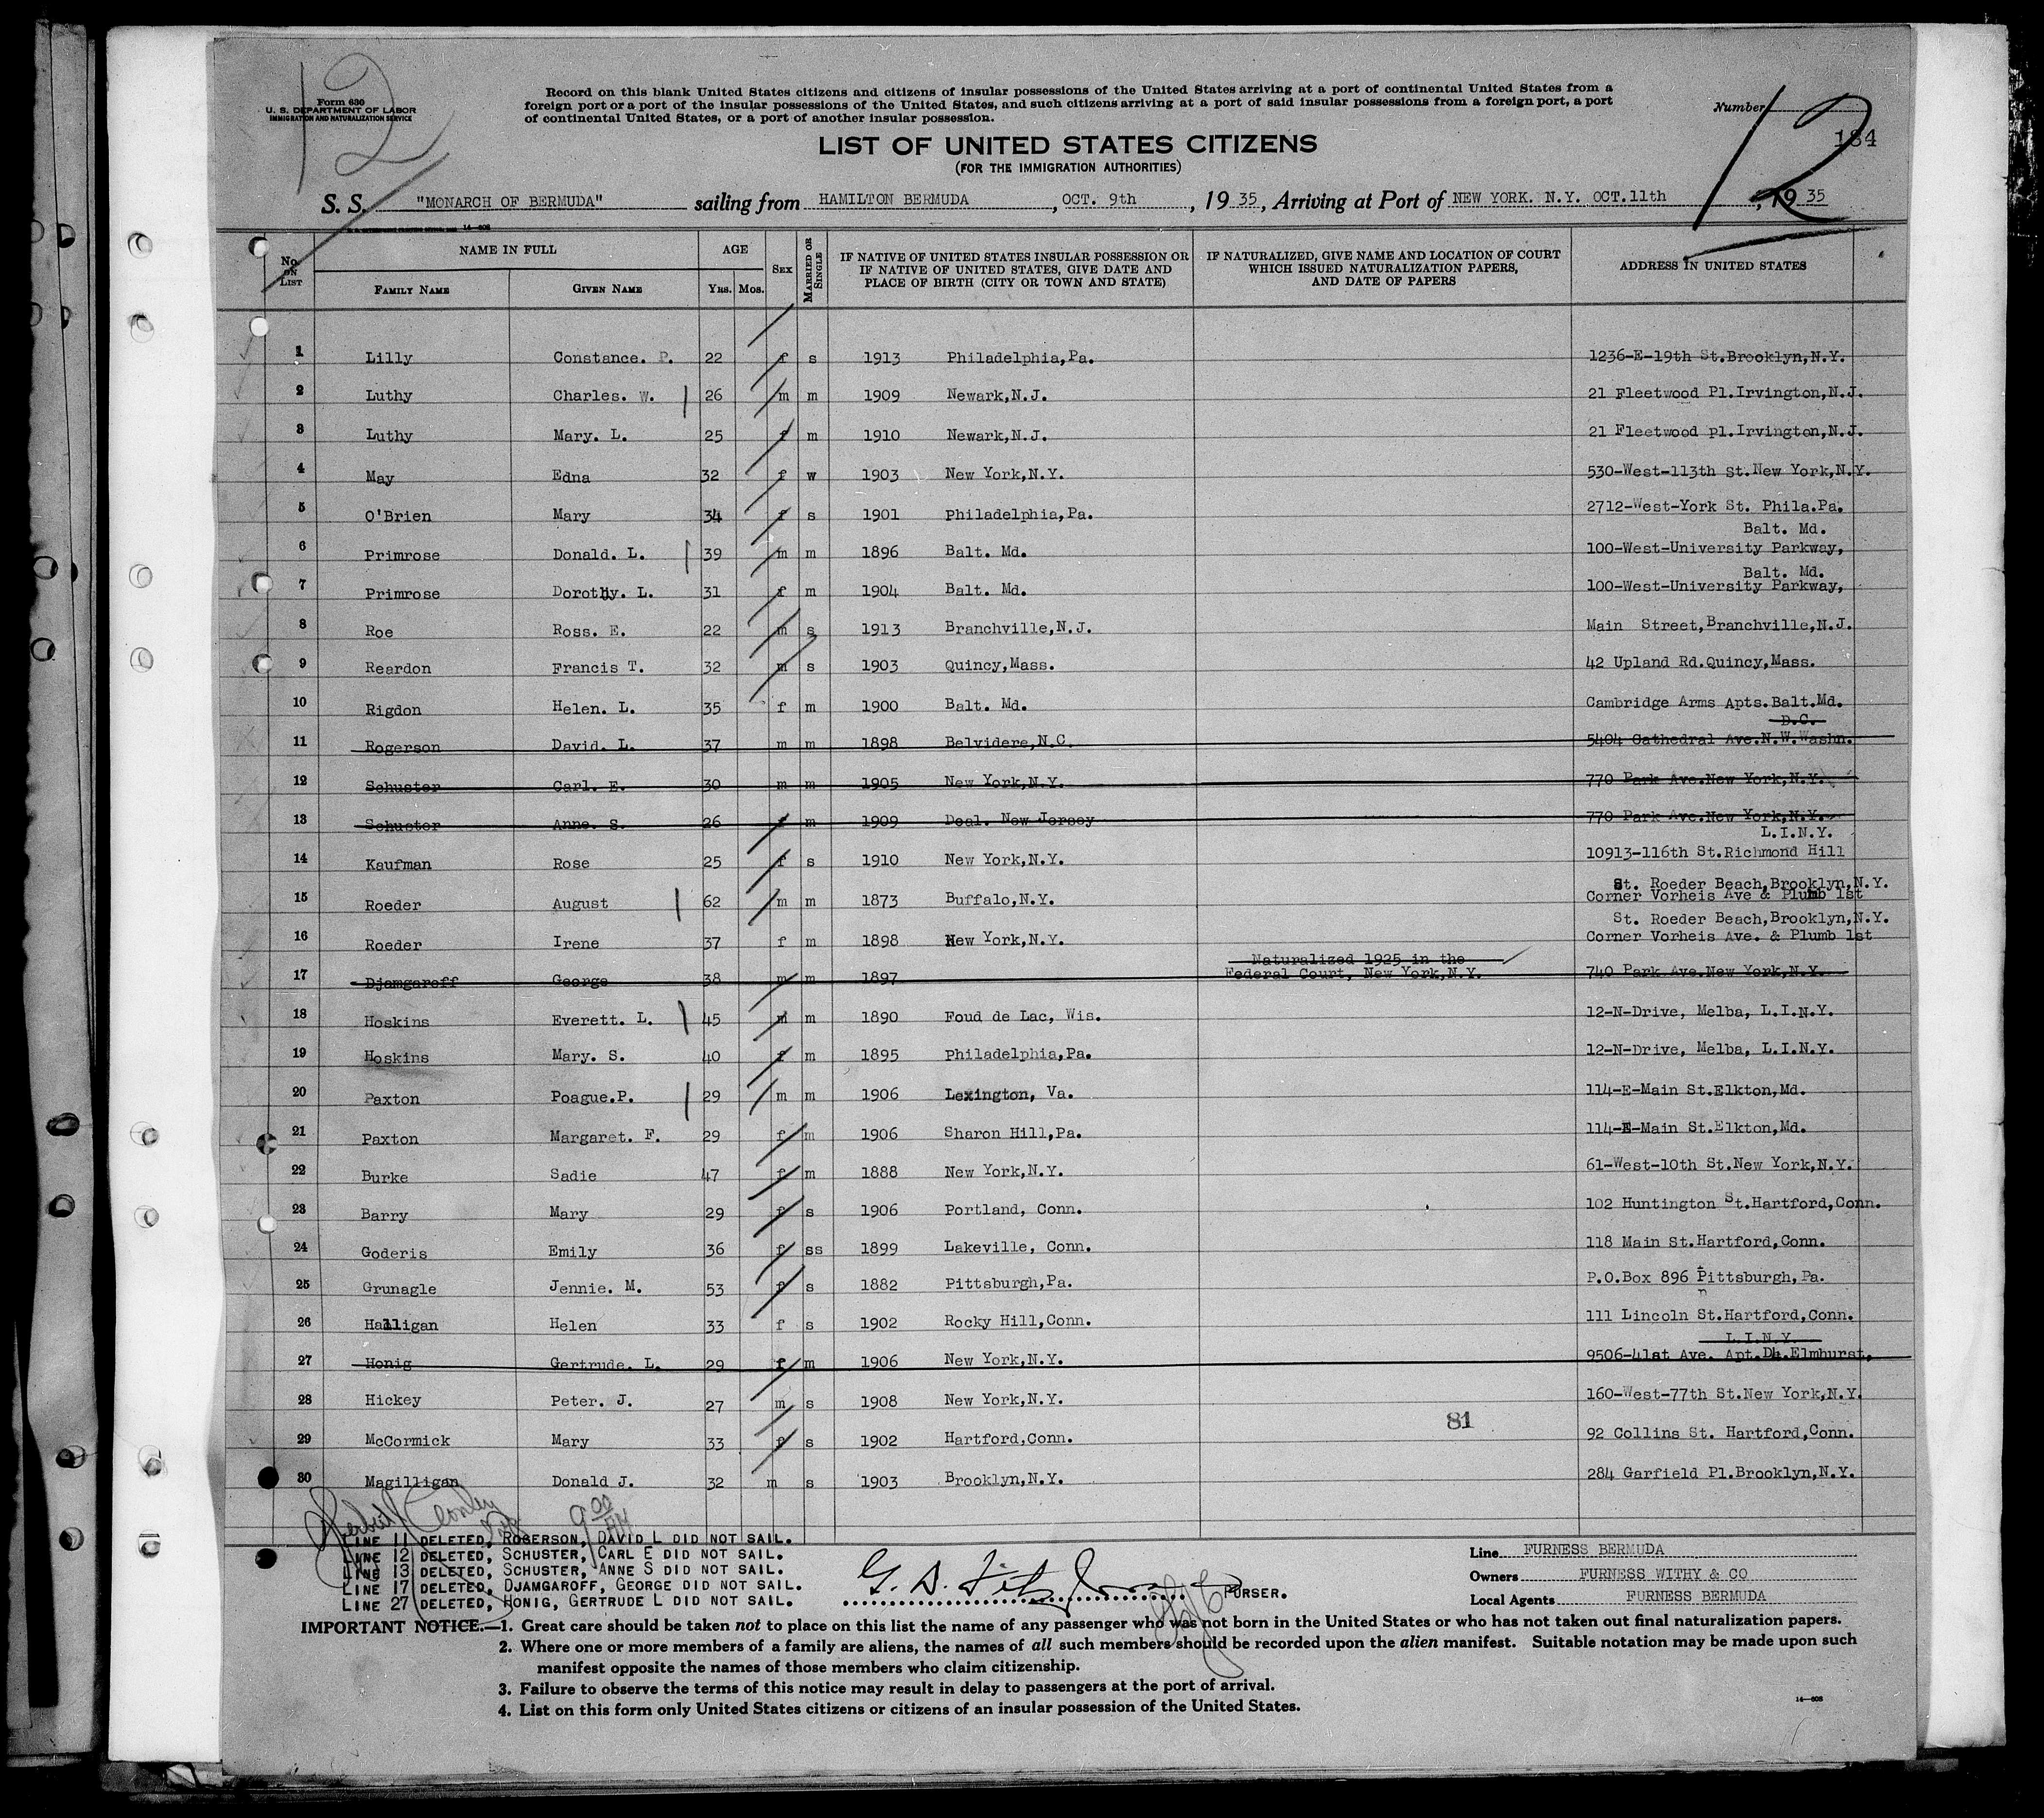 12
Form 630
U. S. DEPARTMENT OF LABOR
IMMIGRATION AND NATURALIZATION SERVICE
Record on this blank United States citizens and citizens of insular possessions of the United States arriving at a port of continental United States from a
foreign port or a port of the insular possessions of the United States, and such citizens arriving at a port of said insular possessions from a foreign port, a port
of continental United States, or a port of another insular possession.
Number
12
184
LIST OF UNITED STATES CITIZENS
(FOR THE IMMIGRATION AUTHORITIES)
S. S. "MONARCH OF BERMUDA" sailing from HAMILTON BERMUDA, OCT. 9th, 19 35, Arriving at Port of NEW YORK. N.Y. OCT.11th, 19 35
14—608
No. ON LIST NAME IN FULL AGE SEX MARRIED OR SINGLE IF NATIVE OF UNITED STATES INSULAR POSSESSION OR IF NATIVE OF UNITED STATES, GIVE DATE AND PLACE OF BIRTH (CITY OR TOWN AND STATE) IF NATURALIZED, GIVE NAME AND LOCATION OF COURT WHICH ISSUED NATURALIZATION PAPERS, AND DATE OF PAPERS ADDRESS IN UNITED STATES
FAMILY NAME GIVEN NAME YRS. MOS.
1 Lilly Constance. P. 22 f s 1913 Philadelphia,Pa. 1236-E-19th St.Brooklyn,N.Y.
2 Luthy Charles. W. 26 m m 1909 Newark,N.J. 21 Fleetwood Pl.Irvington,N.J.
3 Luthy Mary. L. 25 f m 1910 Newark,N.J. 21 Fleetwood pl.Irvington,N.J.
4 May Edna 32 f w 1903 New York,N.Y. 530-West-113th St.New York,N.Y.
5 O'Brien Mary 34 f s 1901 Philadelphia,Pa. 2712-West-York St. Phila.Pa.
Balt. Md.
6 Primrose Donald. L. 39 m m 1896 Balt. Md. 100-West-University Parkway,
Balt. Md.
7 Primrose Dorothy. L. 31 f m 1904 Balt. Md. 100-West-University Parkway,
8 Roe Ross. E. 22 m s 1913 Branchville,N.J. Main Street,Branchville,N.J.
9 Reardon Francis T. 32 m s 1903 Quincy,Mass. 42 Upland Rd.Quincy,Mass.
10 Rigdon Helen. L. 35 f m 1900 Balt. Md. Cambridge Arms Apts.Balt.Md.
D.C.
11 Rogerson David. L. 37 m m 1898 Belvidere,N.C. 5404 Cathedral Ave.N.W.Washn.
12 Schuster Carl. E. 30 m m 1905 New York,N.Y. 770 Park Ave.New York,N.Y.
13 Schuster Anne. S. 26 f m 1909 Deal. New Jersey 770 Park Ave.New York,N.Y.
L.I.N.Y.
14 Kaufman Rose 25 f s 1910 New York,N.Y. 10913-116th St.Richmond Hill
St. Roeder Beach,Brooklyn,N.Y.
15 Roeder August 62 m m 1873 Buffalo,N.Y. Corner Vorheis Ave & Plumb 1st
St. Roeder Beach,Brooklyn,N.Y.
16 Roeder Irene 37 f m 1898 New York,N.Y. Corner Vorheis Ave. & Plumb 1st
Naturalized 1925 in the
17 Djamgaroff George 38 m m 1897 Federal Court, New York,N.Y. 740 Park Ave.New York,N.Y.
18 Hoskins Everett. L. 45 m m 1890 Foud de Lac, Wis. 12-N-Drive, Melba, L.I.N.Y.
19 Hoskins Mary. S. 40 f m 1895 Philadelphia,Pa. 12-N-Drive, Melba, L.I.N.Y.
20 Paxton Poague.P. 29 m m 1906 Lexington, Va. 114-E-Main St.Elkton,Md.
21 Paxton Margaret. F. 29 f m 1906 Sharon Hill,Pa. 114-E-Main St.Elkton,Md.
22 Burke Sadie 47 f m 1888 New York,N.Y. 61-West-10th St.New York,N.Y.
23 Barry Mary 29 f s 1906 Portland, Conn. 102 Huntington St.Hartford,Conn.
24 Goderis Emily 36 f ss 1899 Lakeville, Conn. 118 Main St.Hartford,Conn.
25 Grunagle Jennie. M. 53 f s 1882 Pittsburgh,Pa. P.O.Box 896 Pittsburgh,Pa.
26 Halligan Helen 33 f s 1902 Rocky Hill,Conn. 111 Lincoln St.Hartford,Conn.
L.I.N.Y.
27 Honig Gertrude. L. 29 f m 1906 New York,N.Y. 9506-41st Ave. Apt.D4.Elmhurst,
28 Hickey Peter. J. 27 m s 1908 New York,N.Y. 160-West-77th St.New York,N.Y.
81
29 McCormick Mary 33 f s 1902 Hartford,Conn. 92 Collins St. Hartford,Conn.
30 Magilligan Donald J. 32 m s 1903 Brooklyn,N.Y. 284 Garfield Pl.Brooklyn,N.Y.
9 00 AM
LINE 11 DELETED, ROGERSON, DAVID L DID NOT SAIL.
LINE 12 DELETED, SCHUSTER, CARL E DID NOT SAIL.
LINE 13 DELETED, SCHUSTER, ANNE S DID NOT SAIL.
LINE 17 DELETED, DJAMGAROFF, GEORGE DID NOT SAIL.
LINE 27 DELETED, HONIG, GERTRUDE L DID NOT SAIL.
PURSER.
Line FURNESS BERMUDA
Owners FURNESS WITHY & CO
Local Agents FURNESS BERMUDA
IMPORTANT NOTICE.—1. Great care should be taken not to place on this list the name of any passenger who was not born in the United States or who has not taken out final naturalization papers.
2. Where one or more members of a family are aliens, the names of all such members should be recorded upon the alien manifest. Suitable notation may be made upon such
manifest opposite the names of those members who claim citizenship.
3. Failure to observe the terms of this notice may result in delay to passengers at the port of arrival.
4. List on this form only United States citizens or citizens of an insular possession of the United States.
14—608